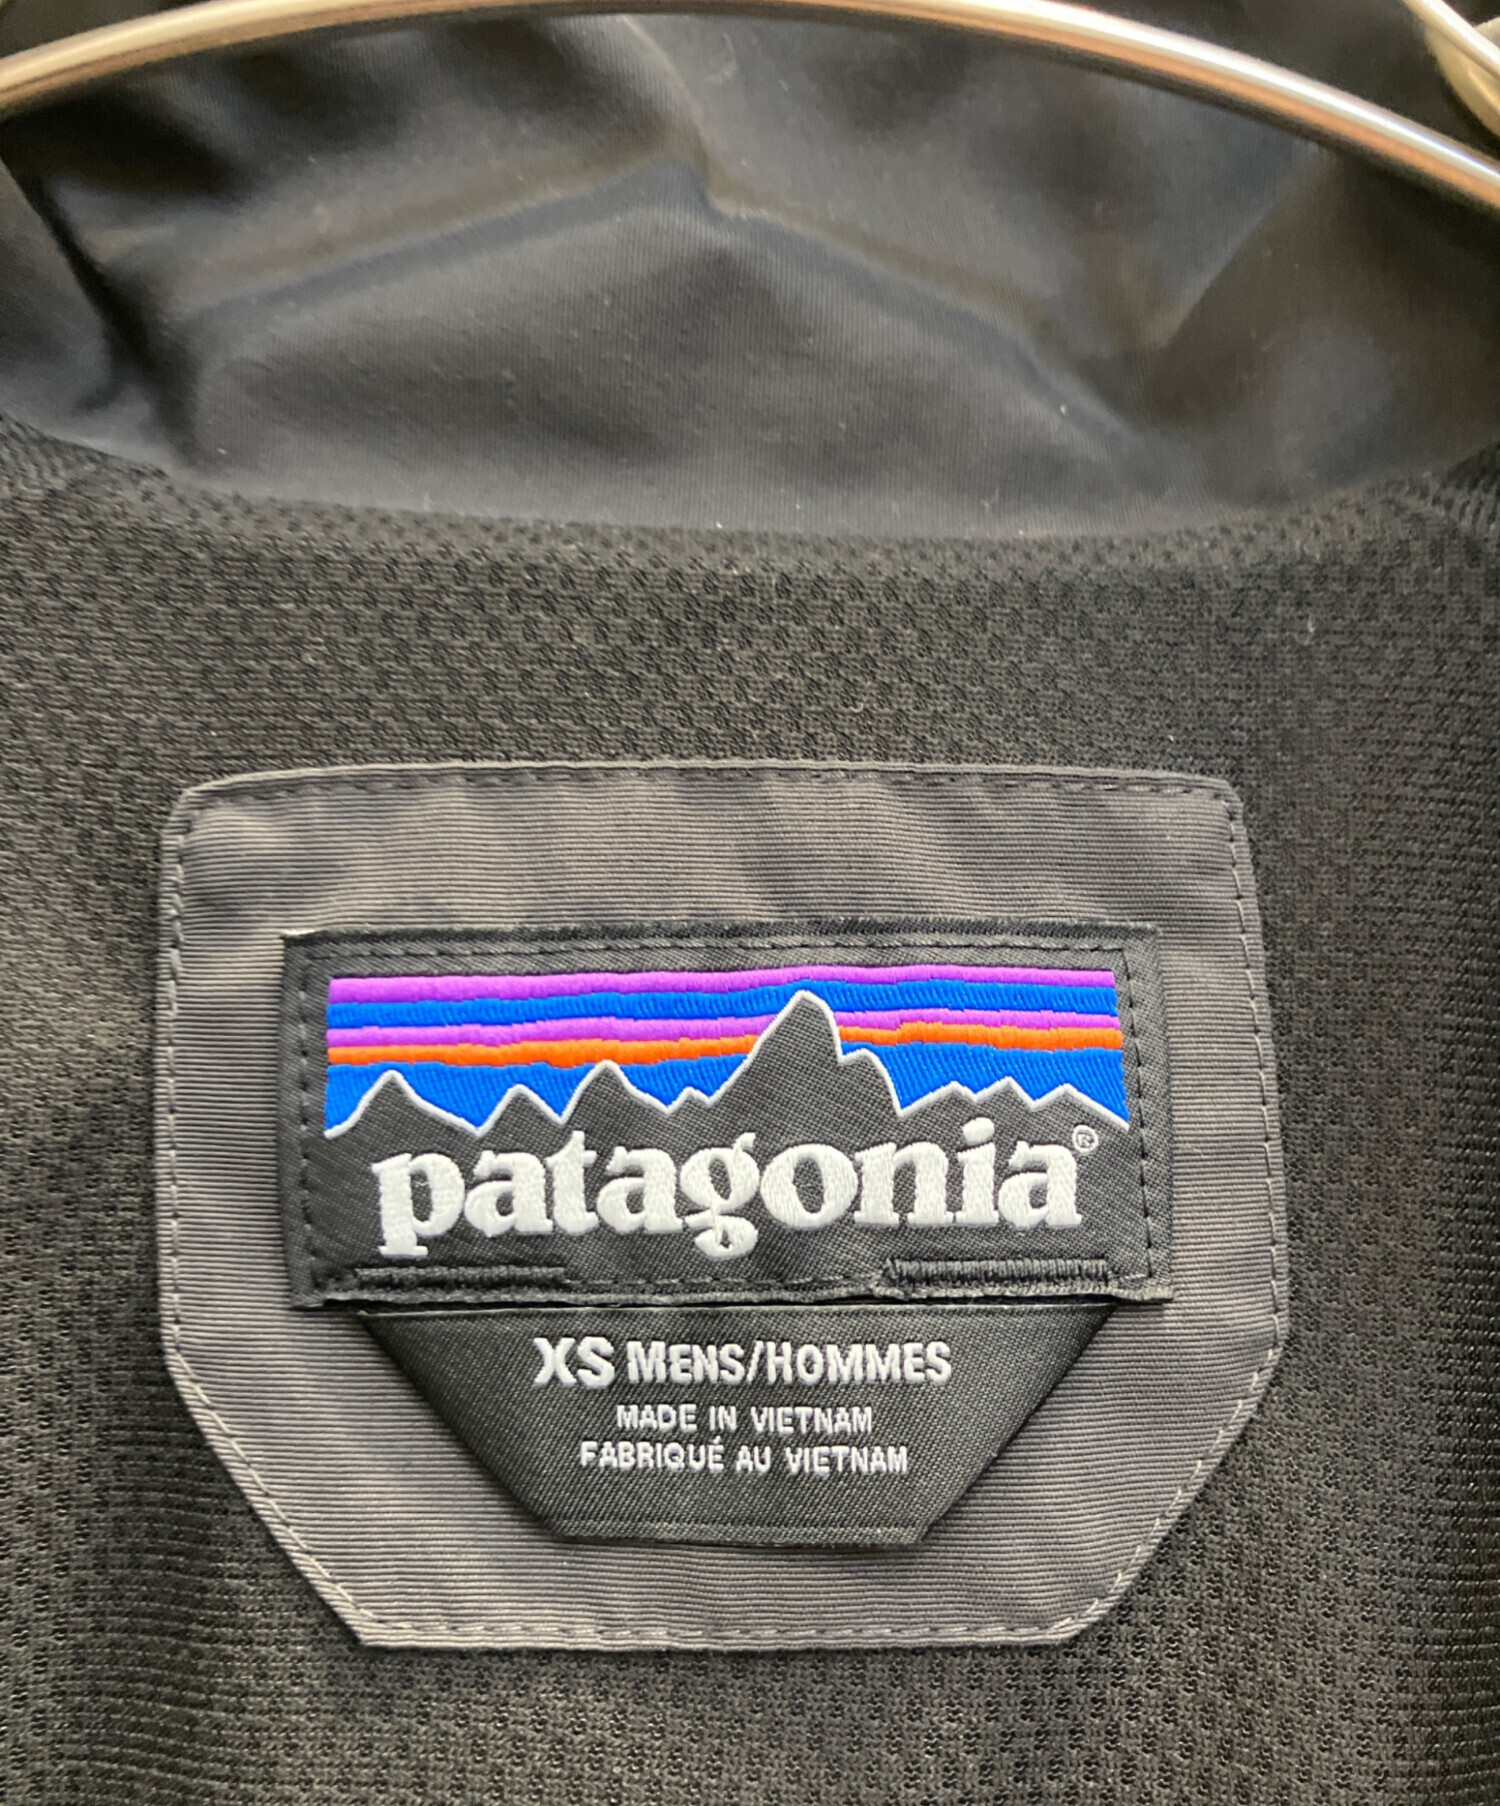 patagonia®
XS MENS/HOMMES
MADE IN VIETNAM
FABRIQUÉ AU VIETNAM